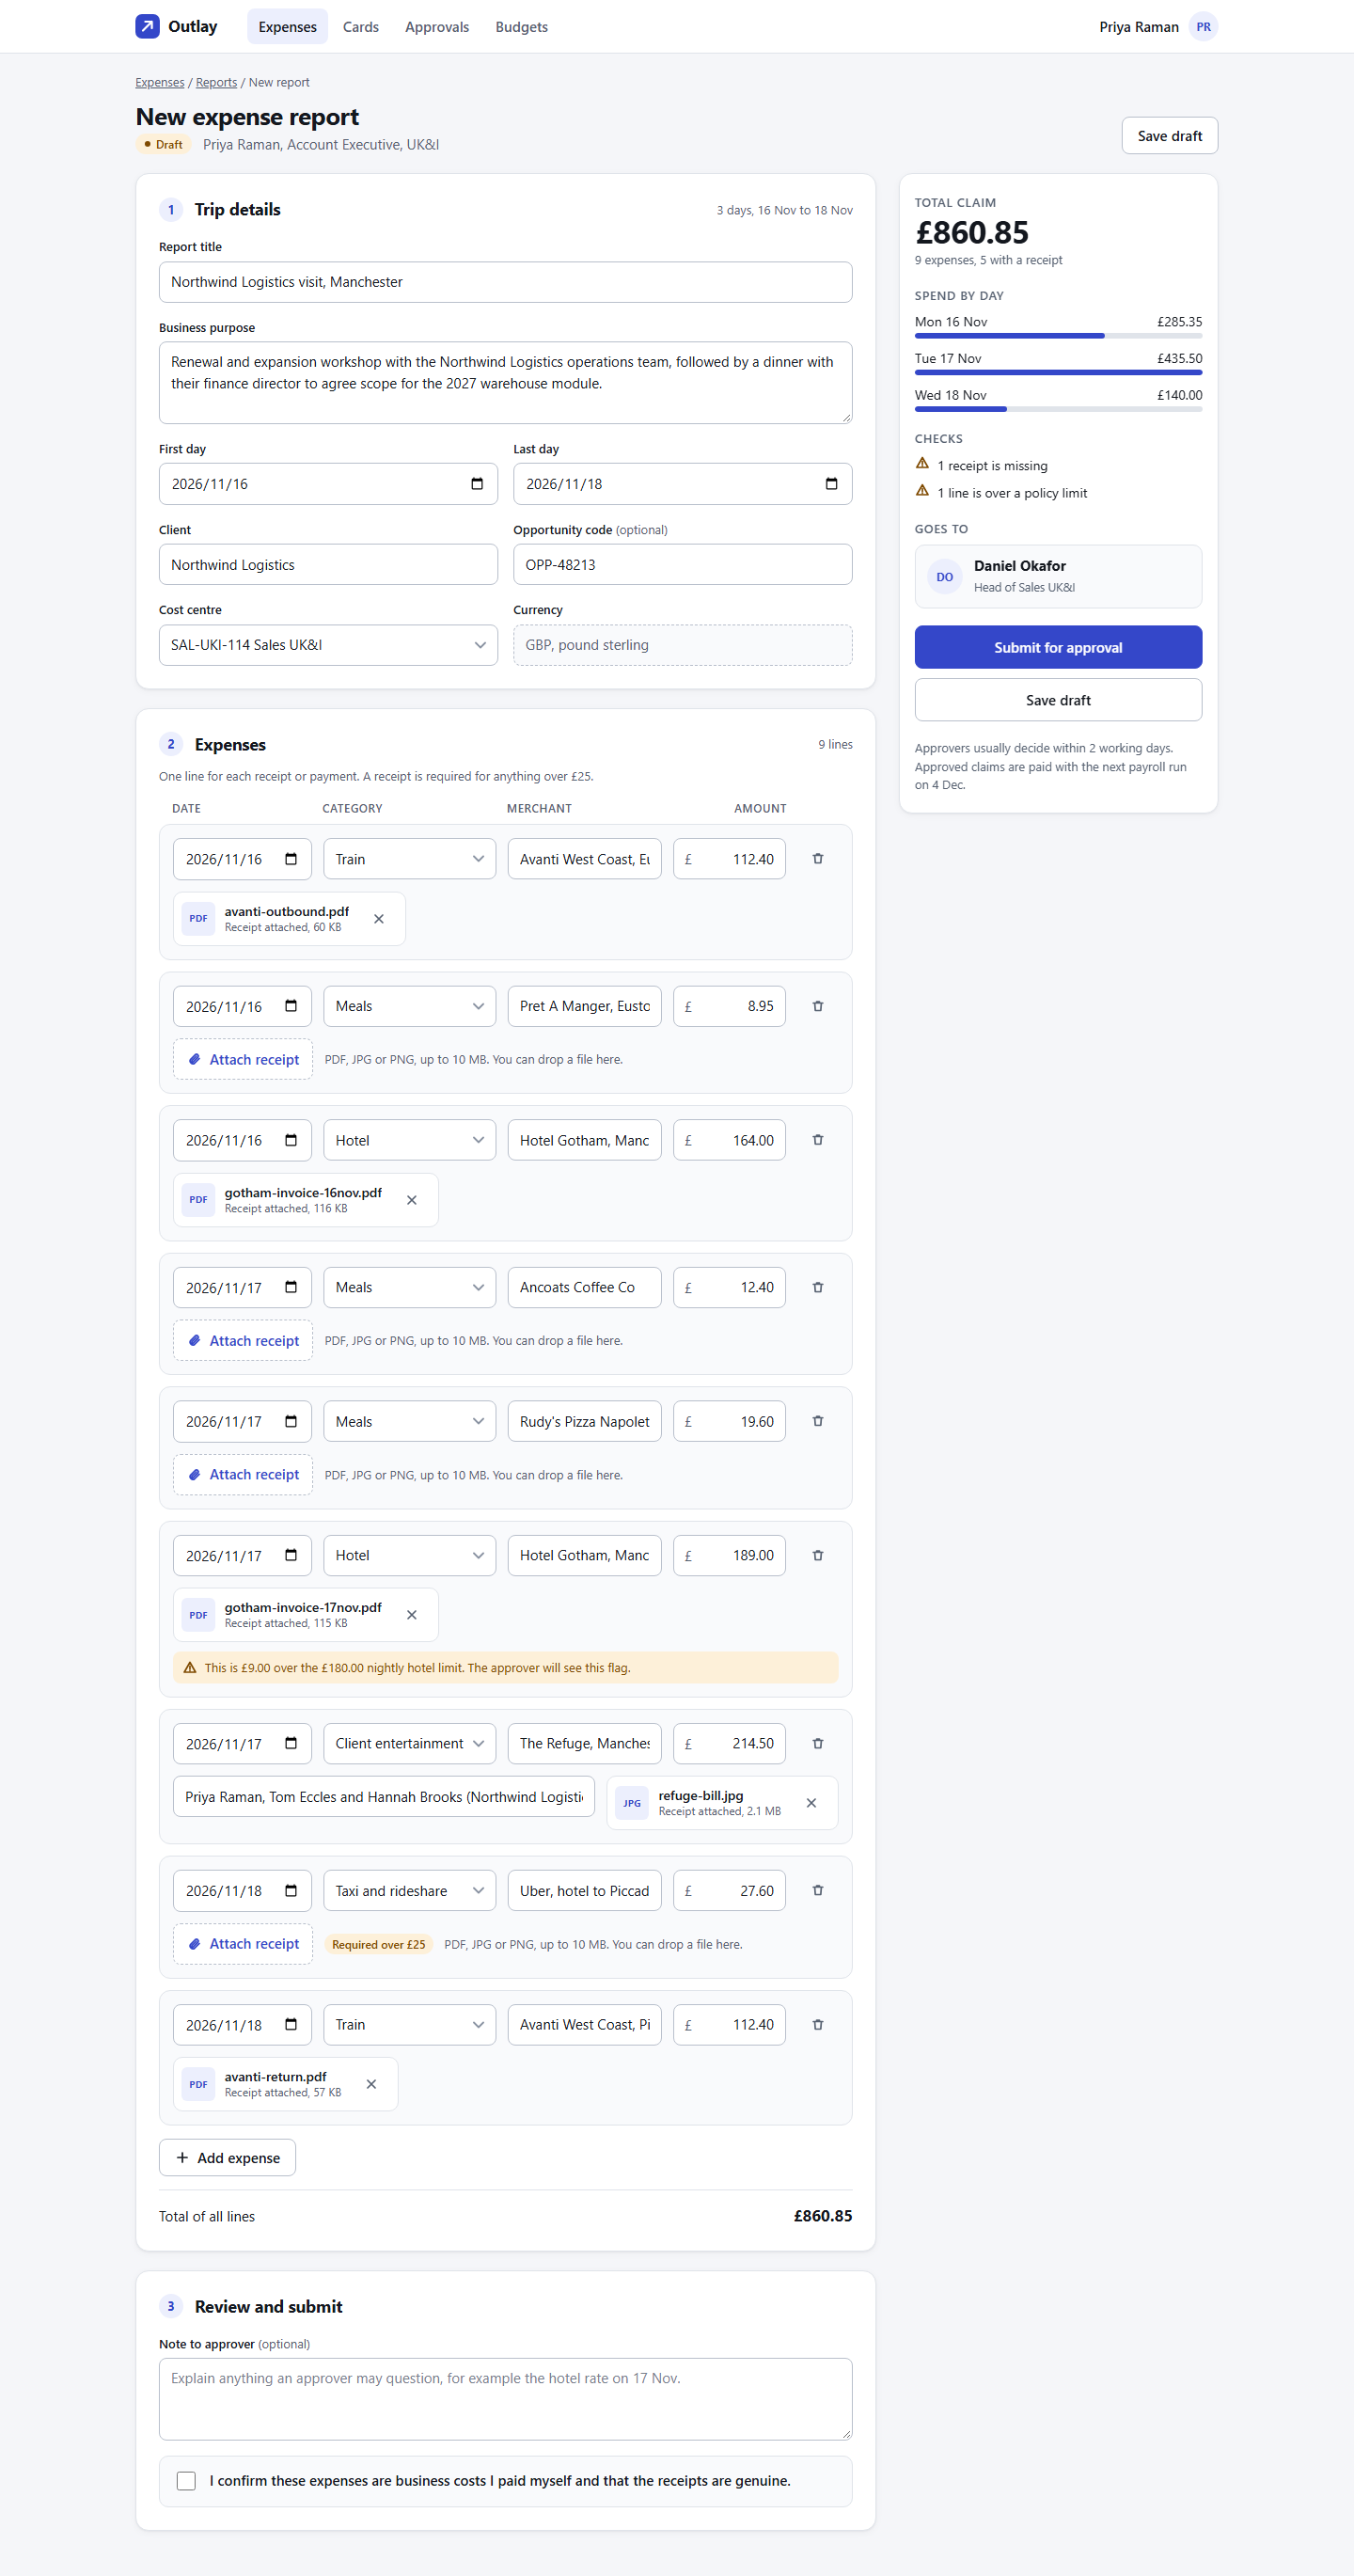 Outlay
Expenses
Cards
Approvals
Budgets
Priya Raman
PR
Expenses / Reports / New report
New expense report
Draft
Priya Raman, Account Executive, UK&I
Save draft
1
Trip details
3 days, 16 Nov to 18 Nov
Report title
Northwind Logistics visit, Manchester
Business purpose
Renewal and expansion workshop with the Northwind Logistics operations team, followed by a dinner with
their finance director to agree scope for the 2027 warehouse module.
First day
Last day
2026/11/16
2026/11/18
Client
Opportunity code (optional)
Northwind Logistics
OPP-48213
Cost centre
Currency
SAL-UKI-114 Sales UK&I
GBP, pound sterling
TOTAL CLAIM
£860.85
9 expenses, 5 with a receipt
SPEND BY DAY
Mon 16 Nov £285.35
Tue 17 Nov £435.50
Wed 18 Nov £140.00
CHECKS
1 receipt is missing
1 line is over a policy limit
GOES TO
DO
Daniel Okafor
Head of Sales UK&I
Submit for approval
Save draft
Approvers usually decide within 2 working days.
Approved claims are paid with the next payroll run
on 4 Dec.
2
Expenses
9 lines
One line for each receipt or payment. A receipt is required for anything over £25.
DATE CATEGORY MERCHANT AMOUNT
2026/11/16 Train Avanti West Coast, Eu £ 112.40
PDF
avanti-outbound.pdf
Receipt attached, 60 KB
2026/11/16 Meals Pret A Manger, Eusto £ 8.95
Attach receipt PDF, JPG or PNG, up to 10 MB. You can drop a file here.
2026/11/16 Hotel Hotel Gotham, Manc £ 164.00
PDF
gotham-invoice-16nov.pdf
Receipt attached, 116 KB
2026/11/17 Meals Ancoats Coffee Co £ 12.40
Attach receipt PDF, JPG or PNG, up to 10 MB. You can drop a file here.
2026/11/17 Meals Rudy's Pizza Napolet £ 19.60
Attach receipt PDF, JPG or PNG, up to 10 MB. You can drop a file here.
2026/11/17 Hotel Hotel Gotham, Manc £ 189.00
PDF
gotham-invoice-17nov.pdf
Receipt attached, 115 KB
This is £9.00 over the £180.00 nightly hotel limit. The approver will see this flag.
2026/11/17 Client entertainment The Refuge, Manches £ 214.50
Priya Raman, Tom Eccles and Hannah Brooks (Northwind Logisti
JPG
refuge-bill.jpg
Receipt attached, 2.1 MB
2026/11/18 Taxi and rideshare Uber, hotel to Piccad £ 27.60
Attach receipt Required over £25 PDF, JPG or PNG, up to 10 MB. You can drop a file here.
2026/11/18 Train Avanti West Coast, Pi £ 112.40
PDF
avanti-return.pdf
Receipt attached, 57 KB
Add expense
Total of all lines £860.85
3
Review and submit
Note to approver (optional)
Explain anything an approver may question, for example the hotel rate on 17 Nov.
I confirm these expenses are business costs I paid myself and that the receipts are genuine.